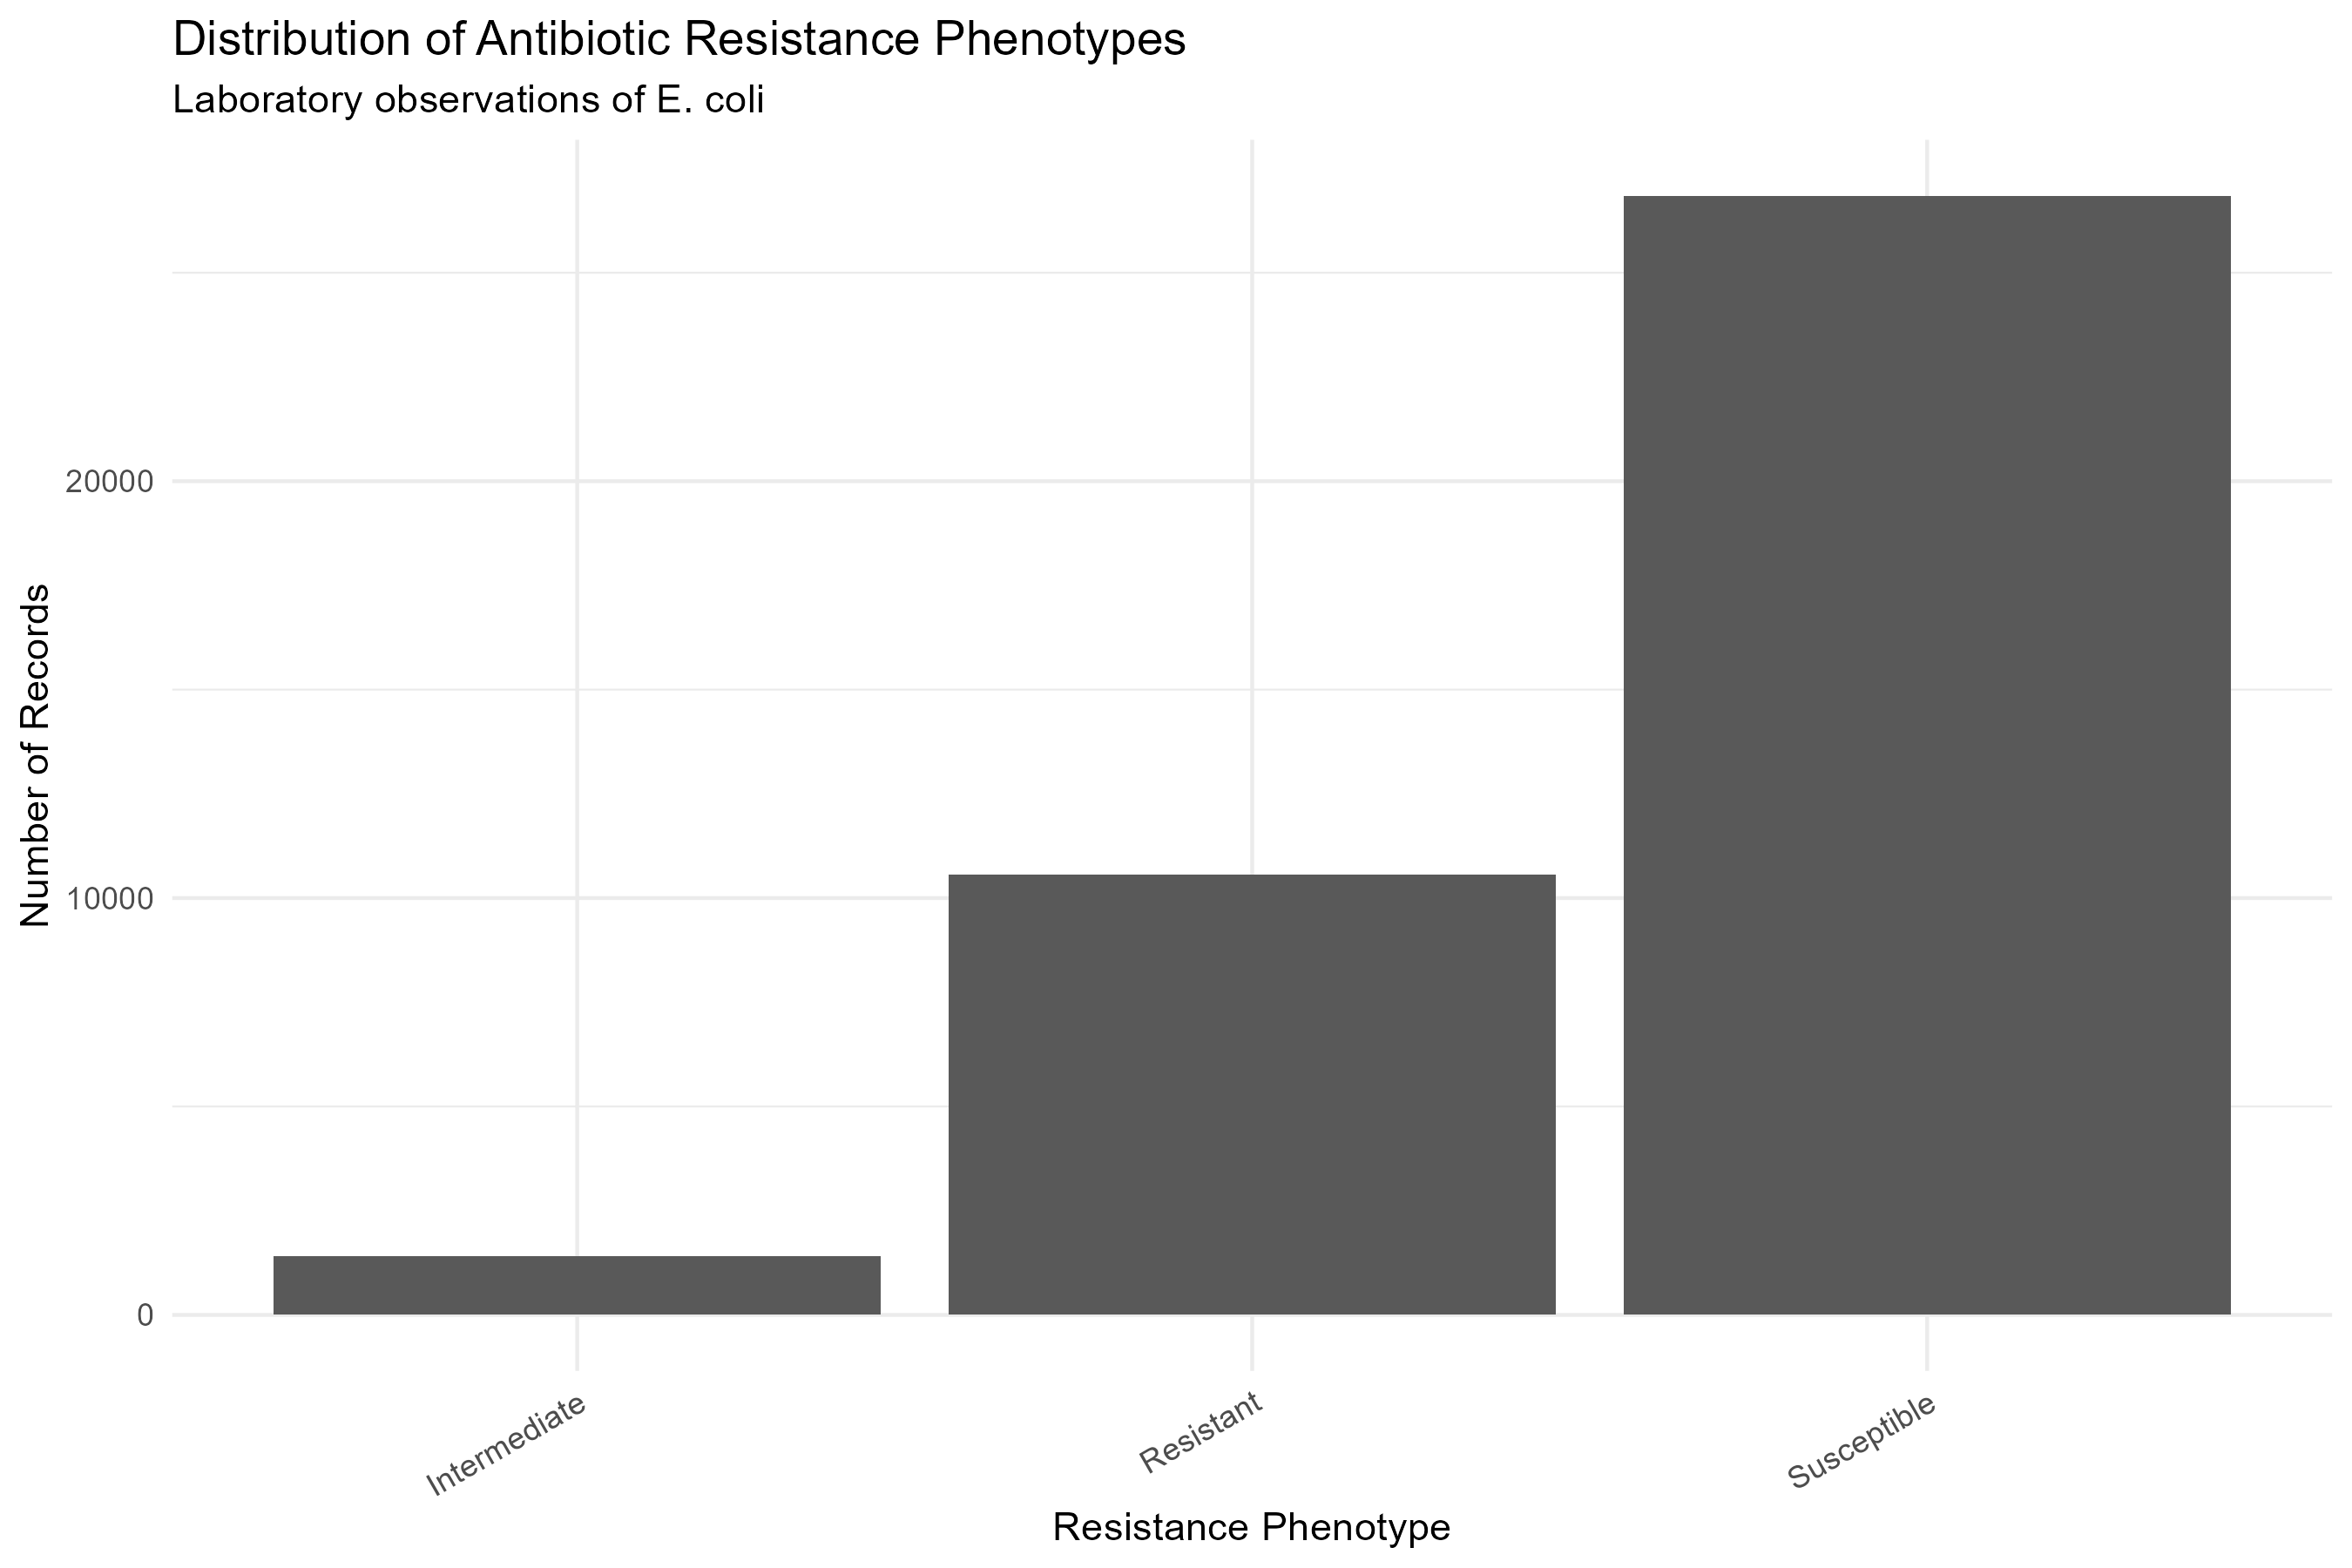 Distribution of Antibiotic Resistance Phenotypes
Laboratory observations of E. coli
Number of Records
20000
10000
0
Intermediate
Resistant
Susceptible
Resistance Phenotype